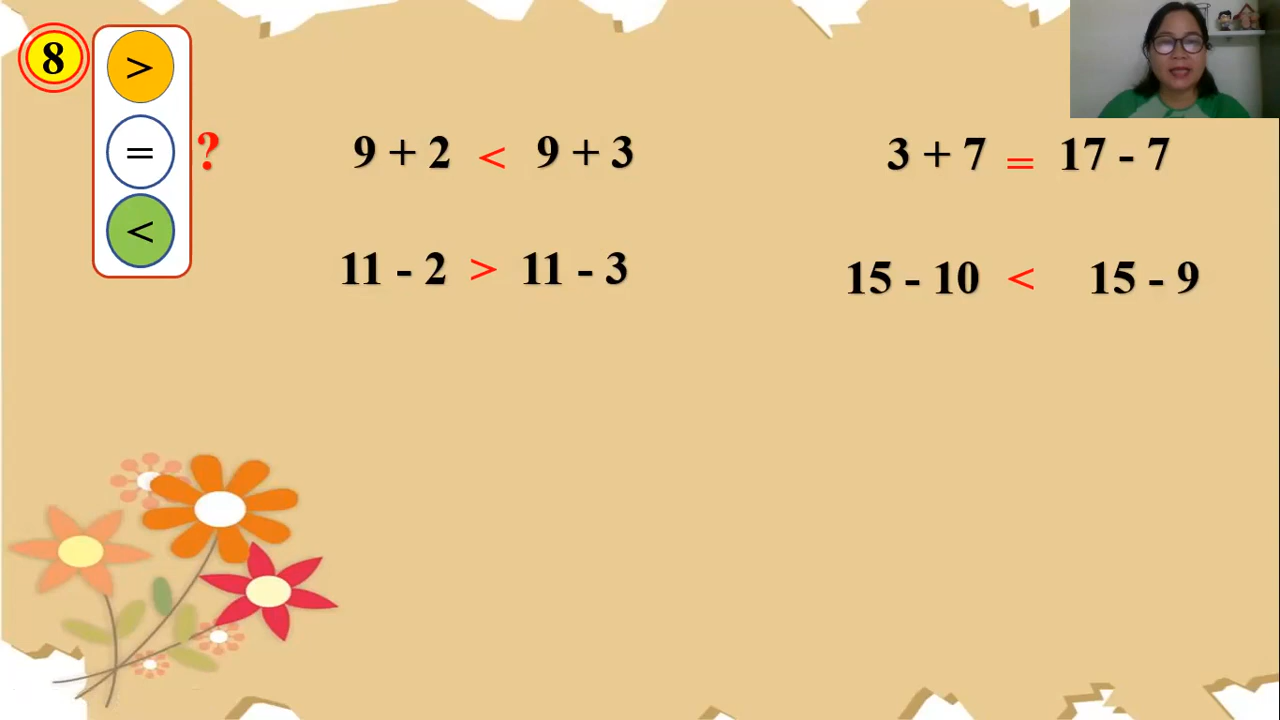 8
>
=
?
<
9 + 2 < 9 + 3
3 + 7 = 17 - 7
11 - 2 > 11 - 3
15 - 10 < 15 - 9